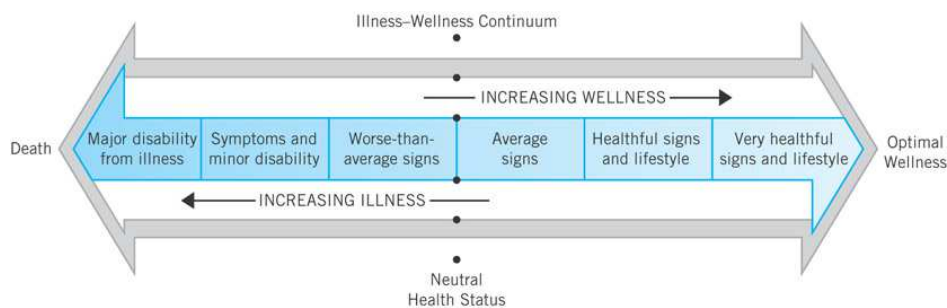 Illness–Wellness Continuum
INCREASING WELLNESS
Death
Major disability
from illness
Symptoms and
minor disability
Worse-than-
average signs
Average
signs
Healthful signs
and lifestyle
Very healthful
signs and lifestyle
Optimal
Wellness
INCREASING ILLNESS
Neutral
Health Status